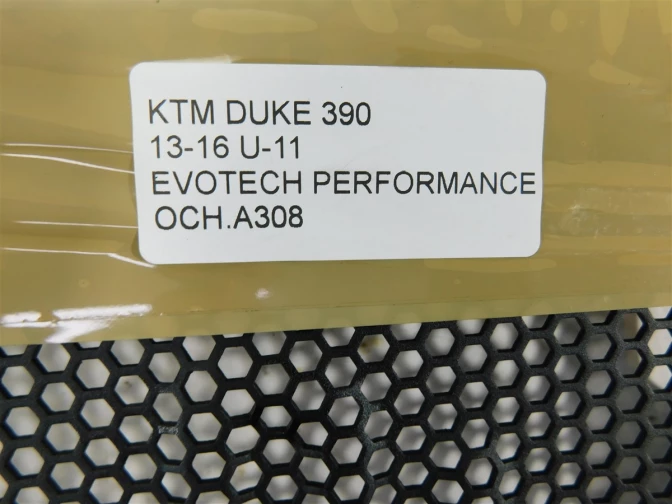 KTM DUKE 390
13-16 U-11
EVOTECH PERFORMANCE
OCH.A308